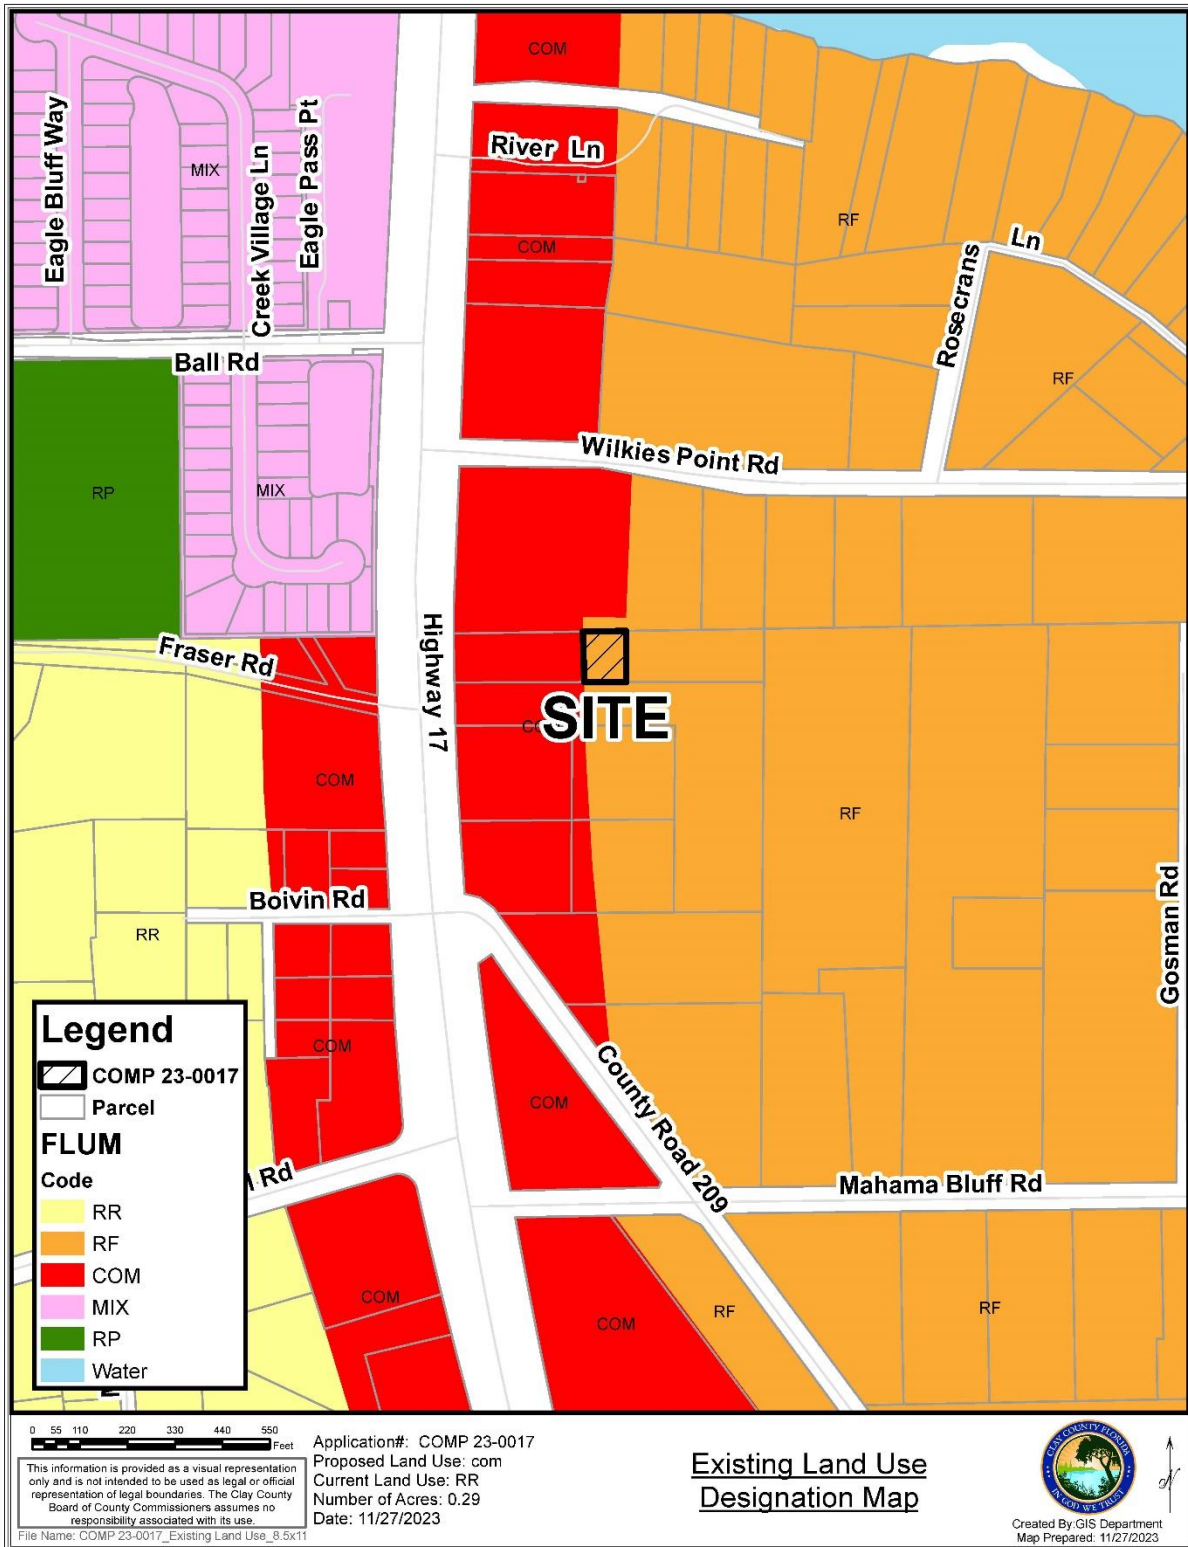 COM
Eagle Bluff Way
MIX
Creek Village Ln
Eagle Pass Pt
River Ln
COM
RF
Rosecrans Ln
RF
Ball Rd
Wilkies Point Rd
RP
MIX
Highway 17
Fraser Rd
SITE
COM
RF
Boivin Rd
RR
Gosman Rd
COM
COM
County Road 209
Mahama Bluff Rd
Rd
COM
COM
RF
RF
Legend
COMP 23-0017
Parcel
FLUM
Code
RR
RF
COM
MIX
RP
Water
0 55 110 220 330 440 550
Feet
This information is provided as a visual representation
only and is not intended to be used as legal or official
representation of legal boundaries. The Clay County
Board of County Commissioners assumes no
responsibility associated with its use.
File Name: COMP 23-0017_Existing Land Use_8.5x11
Application#: COMP 23-0017
Proposed Land Use: com
Current Land Use: RR
Number of Acres: 0.29
Date: 11/27/2023
Existing Land Use
Designation Map
CLAY COUNTY FLORIDA
IN GOD WE TRUST
N
Created By:GIS Department
Map Prepared: 11/27/2023